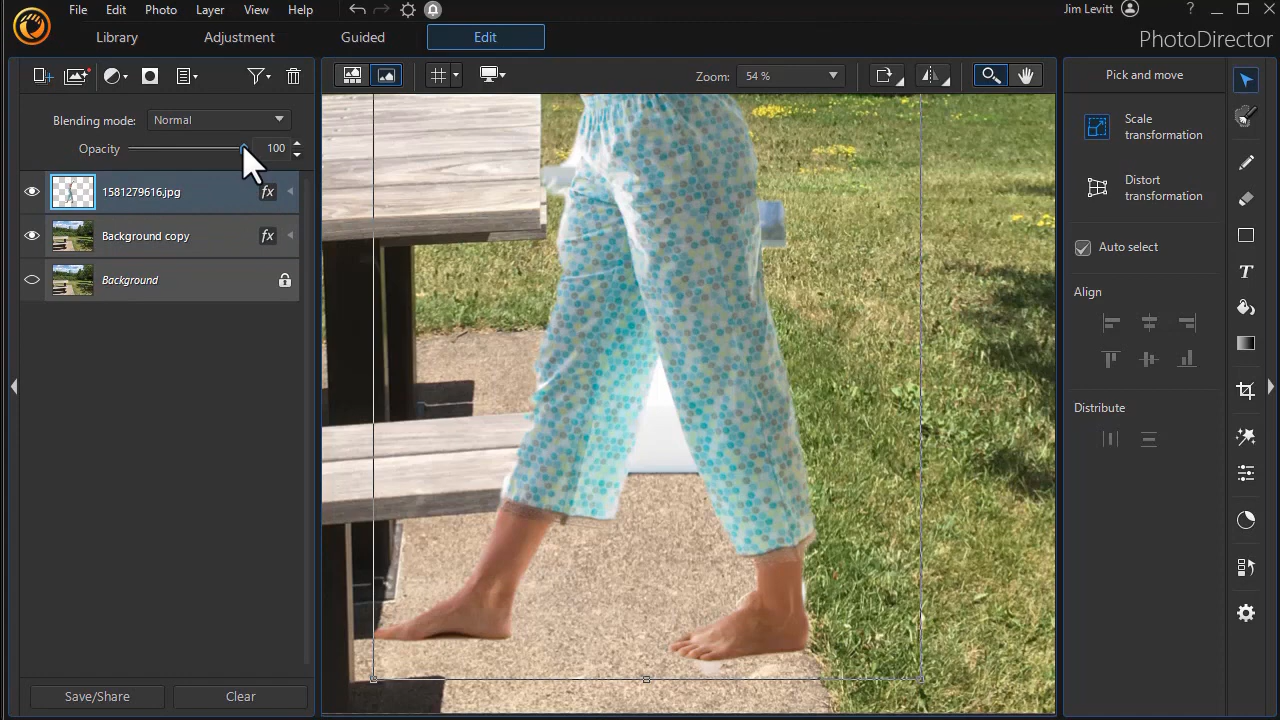 File Edit Photo Layer View Help
Jim Levitt ?
Library Adjustment Guided Edit
PhotoDirector
Zoom: 54 %
Pick and move
Blending mode: Normal
Opacity 100
Scale
transformation
1581279616.jpg fx
Distort
transformation
Background copy fx
Auto select
Background
Align
Distribute
Save/Share Clear
T